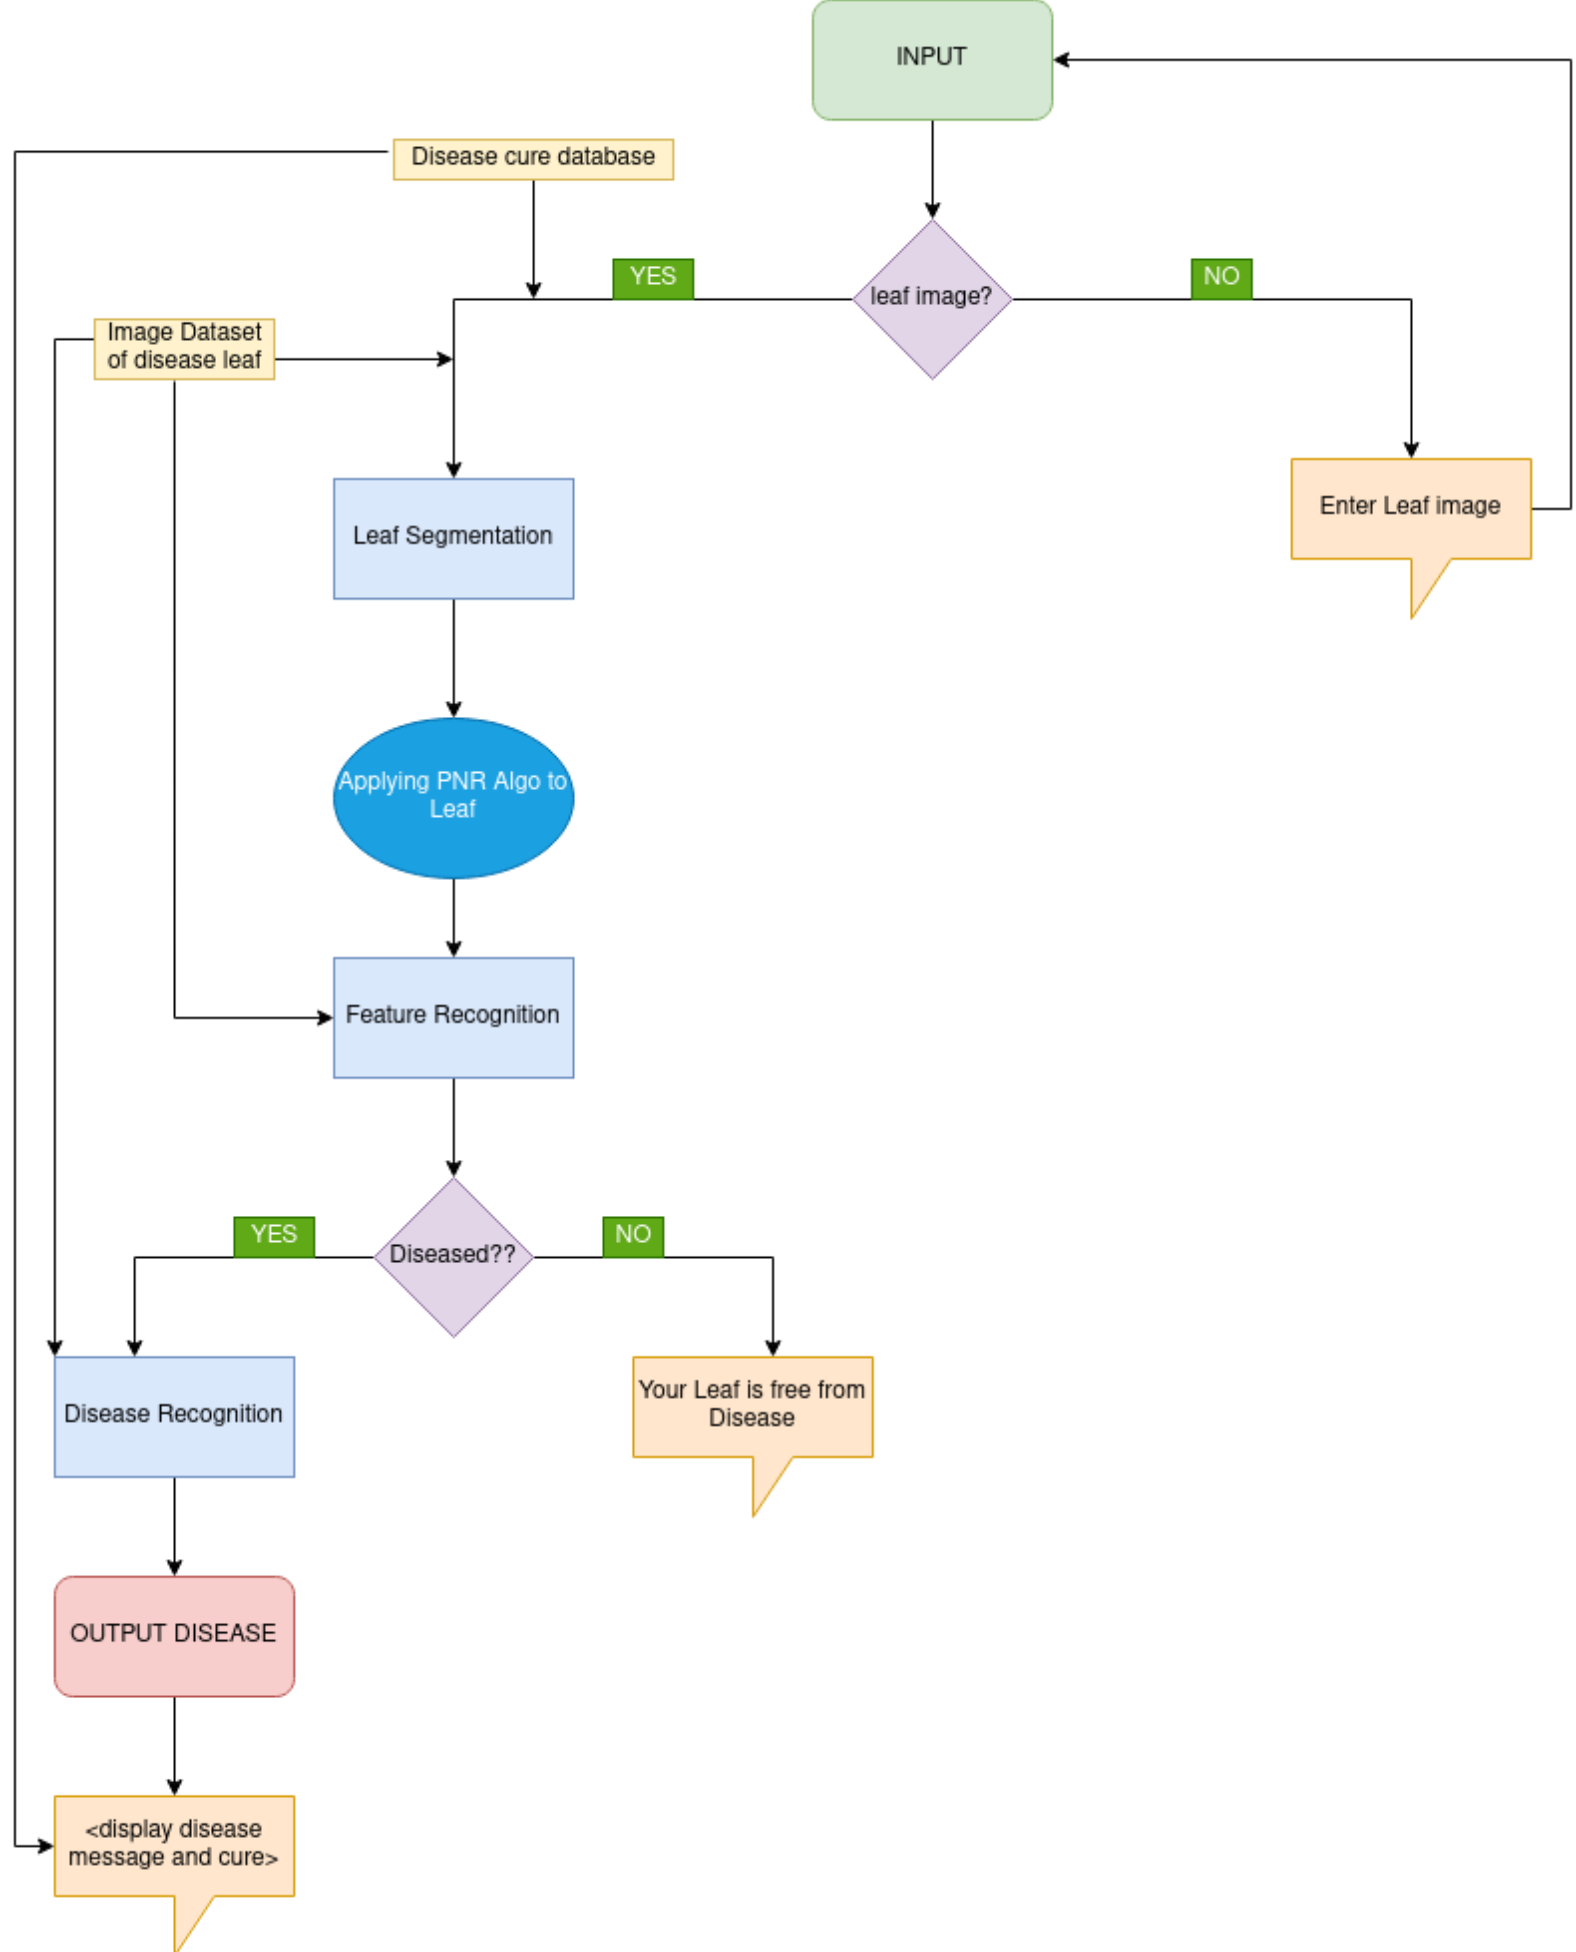 INPUT
Disease cure database
YES
leaf image?
NO
Image Dataset
of disease leaf
Enter Leaf image
Leaf Segmentation
Applying PNR Algo to
Leaf
Feature Recognition
YES
Diseased??
NO
Disease Recognition
Your Leaf is free from
Disease
OUTPUT DISEASE
<display disease
message and cure>